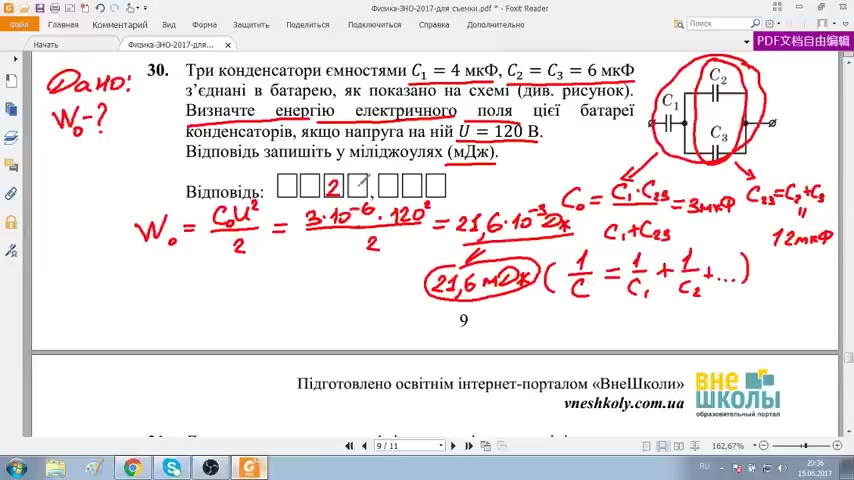 Физика-ЗНО-2017-для съемки.pdf * - Foxit Reader
Файл Главная Комментарий Вид Форма Защита Поделиться Подключиться Справка Поиск
PDF文档自由编辑
Начать Физика-ЗНО-2017-для...
Дано:
W₀-?
30. Три конденсатори ємностями C₁ = 4 мкФ, C₂ = C₃ = 6 мкФ
з’єднані в батарею, як показано на схемі (див. рисунок).
Визначте енергію електричного поля цієї батареї
конденсаторів, якщо напруга на ній U = 120 В.
Відповідь запишіть у міліджоулях (мДж).
C₂
C₁
C₃
Відповідь: 2 ,
C₀ = C₁·C₂₃ / C₁+C₂₃ = 3мкФ
C₂₃=C₂+C₃
"
12мкФ
W₀ = C₀U² / 2 = 3·10⁻⁶·120² / 2 = 21,6·10⁻³Дж
21,6мДж (1/C = 1/C₁ + 1/C₂ + ...)
9
Підготовлено освітнім інтернет-порталом «ВнеШколи»
vneshkoly.com.ua
вне
школы
образовательный портал
9 / 11 162,67%
RU 20:36
15.06.2017